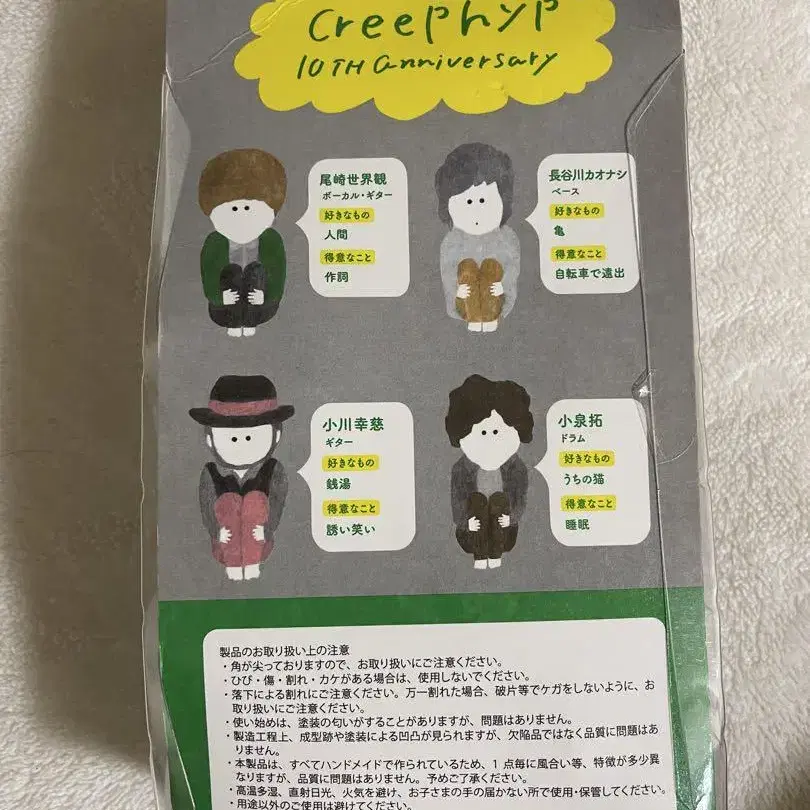 creephyp
10TH anniversary
尾崎世界観
ボーカル・ギター
好きなもの
人間
得意なこと
作詞
長谷川カオナシ
ベース
好きなもの
亀
得意なこと
自転車で遠出
小川幸慈
ギター
好きなもの
銭湯
得意なこと
誘い笑い
小泉拓
ドラム
好きなもの
うちの猫
得意なこと
睡眠
製品のお取り扱い上の注意
・角が尖っておりますので、お取り扱いにご注意ください。
・ひび・傷・割れ・カケがある場合は、使用しないでください。
・落下による割れにご注意ください。万一割れた場合、破片等でケガをしないように、お
取り扱いにご注意ください。
・使い始めは、塗装の匂いがすることがありますが、問題はありません。
・製造工程上、成型跡や塗装による凹凸が見られますが、欠陥品ではなく品質に問題はあ
りません。
・本製品は、すべてハンドメイドで作られているため、1点毎に風合い等、特徴が多少異
なりますが、品質に問題はありません。予めご了承ください。
・高温多湿、直射日光、火気を避け、お子さまの手の届かない所で使用・保管してください。
・用途以外のご使用は避けてください。